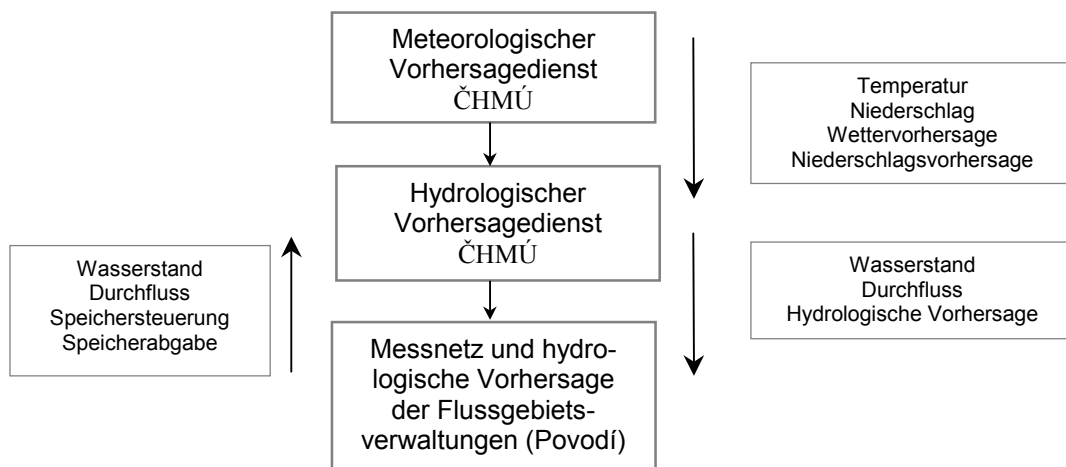 Meteorologischer
Vorhersagedienst
ČHMÚ
Temperatur
Niederschlag
Wettervorhersage
Niederschlagsvorhersage
Hydrologischer
Vorhersagedienst
ČHMÚ
Wasserstand
Durchfluss
Speichersteuerung
Speicherabgabe
Wasserstand
Durchfluss
Hydrologische Vorhersage
Messnetz und hydro-
logische Vorhersage
der Flussgebiets-
verwaltungen (Povodí)